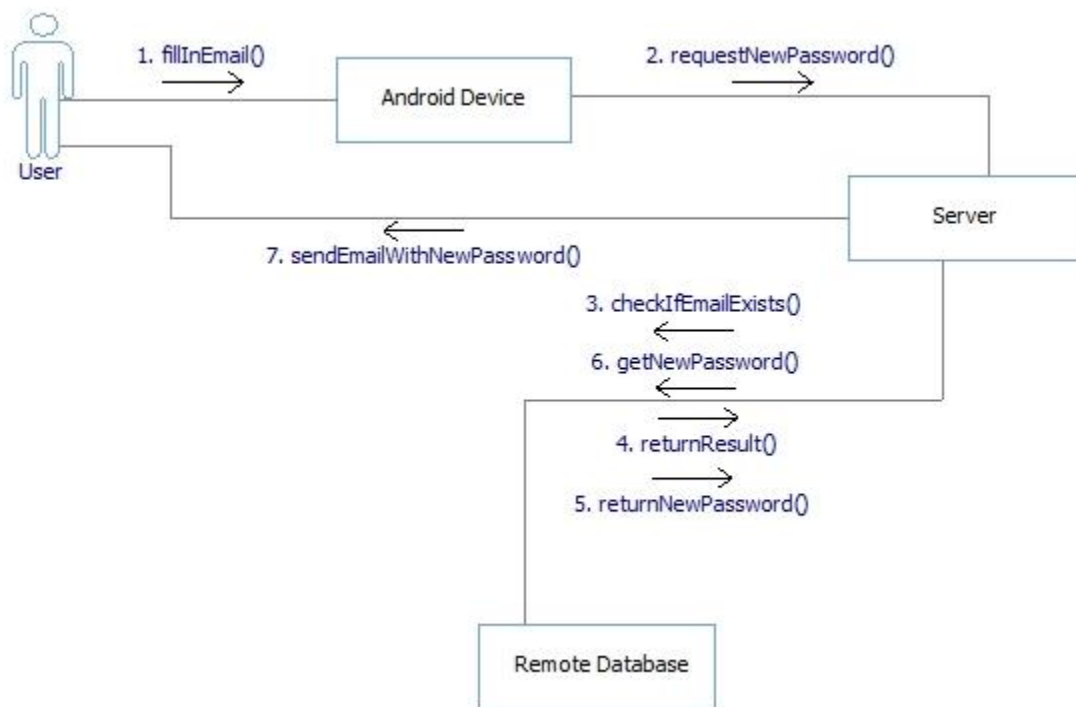 1. fillInEmail()
2. requestNewPassword()
Android Device
User
Server
7. sendEmailWithNewPassword()
3. checkIfEmailExists()
6. getNewPassword()
4. returnResult()
5. returnNewPassword()
Remote Database